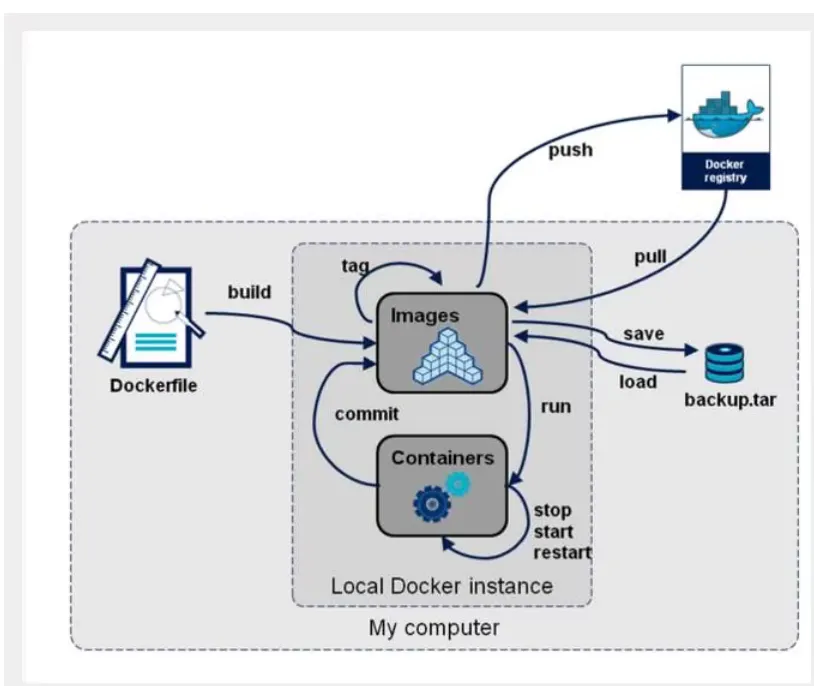 push
Docker
registry
pull
tag
build
Images
save
load
backup.tar
Dockerfile
commit
run
Containers
stop
start
restart
Local Docker instance
My computer